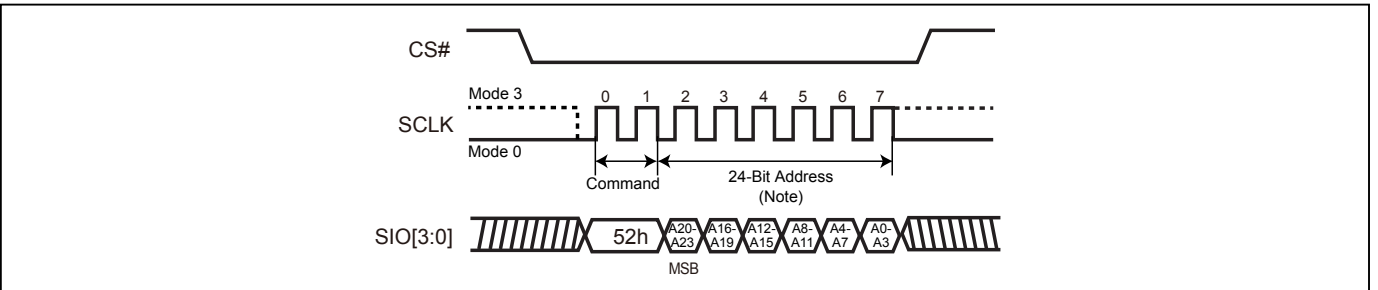 CS#
Mode 3
0 1 2 3 4 5 6 7
SCLK
Mode 0
Command
24-Bit Address
(Note)
SIO[3:0]
52h
A20-
A23
A16-
A19
A12-
A15
A8-
A11
A4-
A7
A0-
A3
MSB